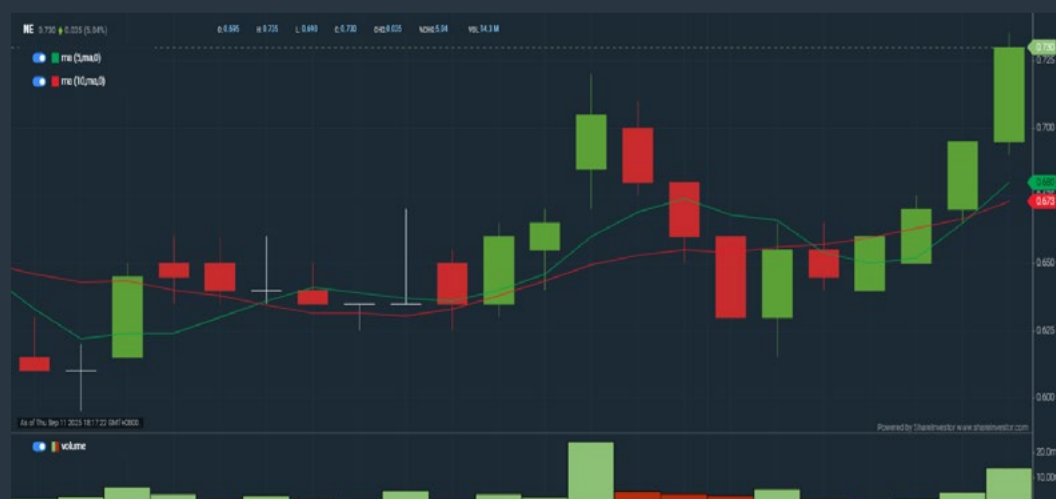 NE 0.730 0.035 (5.04%) O:0.695 H:0.735 L:0.690 C:0.730 CHG:0.035 %CHG:5.04 VOL:14.3 M
ma (5,ma,0)
ma (10,ma,0)
0.730
0.725
0.700
0.680
0.673
0.650
0.625
0.600
As of Thu Sep 11 2025 18:17:22 GMT+0800
Powered by ShareInvestor www.shareinvestor.com
volume
20.0m
10.00